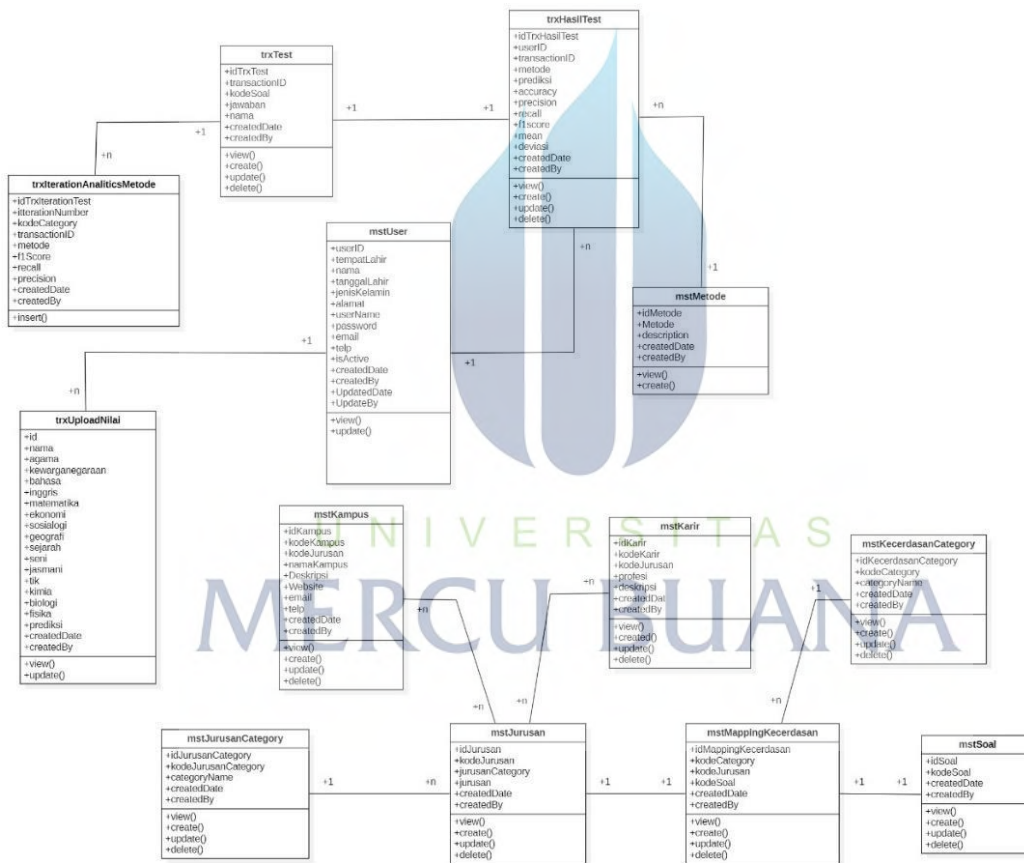 trxHasilTest
+idTrxHasilTest
+userID
+transactionID
+metode
+prediksi
+accuracy
+precision
+recall
+f1score
+mean
+deviasi
+createdDate
+createdBy
+view()
+create()
+update()
+delete()
trxTest
+idTrxTest
+transactionID
+kodeSoal
+jawaban
+nama
+createdDate
+createdBy
+view()
+create()
+update()
+delete()
+1
+1
+1
+n
+n
+1
trxIterationAnaliticsMetode
+idTrxIterationTest
+itterationNumber
+kodeCategory
+transactionID
+metode
+f1Score
+recall
+precision
+createdDate
+createdBy
+insert()
mstUser
+userID
+tempatLahir
+nama
+tanggalLahir
+jenisKelamin
+alamat
+userName
+password
+email
+telp
+isActive
+createdDate
+createdBy
+UpdatedDate
+UpdateBy
+view()
+update()
+n
+1
+1
+n
mstMetode
+idMetode
+Metode
+description
+createdDate
+createdBy
+view()
+create()
trxUploadNilai
+id
+nama
+agama
+kewarganegaraan
+bahasa
+inggris
+matematika
+ekonomi
+sosialogi
+geografi
+sejarah
+seni
+jasmani
+tik
+kimia
+biologi
+fisika
+prediksi
+createdDate
+createdBy
+view()
+update()
UNIVERSITAS
MERCU BUANA
mstKampus
+idKampus
+kodeKampus
+kodeJurusan
+namaKampus
+Deskripsi
+Website
+email
+telp
+createdDate
+createdBy
+view()
+create()
+update()
+delete()
mstKarir
+idKarir
+kodeKarir
+kodeJurusan
+profesi
+deskripsi
+createdDat
+createdBy
+view()
+created()
+update()
+delete()
mstKecerdasanCategory
+idKecerdasanCategory
+kodeCategory
+categoryName
+createdDate
+createdBy
+view()
+create()
+update()
+delete()
+n
+n
+1
+n
+n
+n
mstJurusanCategory
+idJurusanCategory
+kodeJurusanCategory
+categoryName
+createdDate
+createdBy
+view()
+create()
+update()
+delete()
+1
+n
mstJurusan
+idJurusan
+kodeJurusan
+jurusanCategory
+jurusan
+createdDate
+createdBy
+view()
+create()
+update()
+delete()
+1
+1
mstMappingKecerdasan
+idMappingKecerdasan
+kodeCategory
+kodeJurusan
+kodeSoal
+createdDate
+createdBy
+view()
+create()
+update()
+delete()
+1
+1
mstSoal
+idSoal
+kodeSoal
+createdDate
+createdBy
+view()
+create()
+update()
+delete()